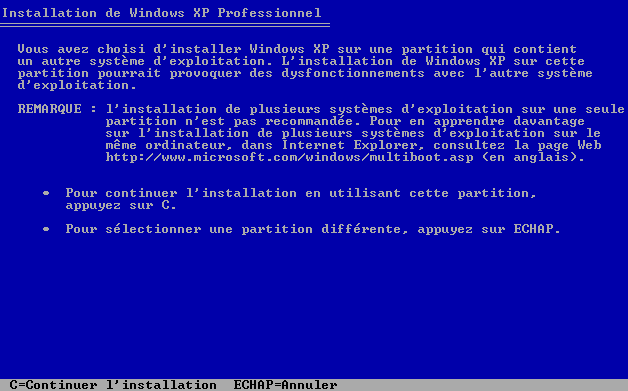 Installation de Windows XP Professionnel
Vous avez choisi d'installer Windows XP sur une partition qui contient
un autre système d'exploitation. L'installation de Windows XP sur cette
partition pourrait provoquer des dysfonctionnements avec l'autre système
d'exploitation.
REMARQUE : l'installation de plusieurs systèmes d'exploitation sur une seule
partition n'est pas recommandée. Pour en apprendre davantage
sur l'installation de plusieurs systèmes d'exploitation sur le
même ordinateur, dans Internet Explorer, consultez la page Web
http://www.microsoft.com/windows/multiboot.asp (en anglais).
• Pour continuer l'installation en utilisant cette partition,
appuyez sur C.
• Pour sélectionner une partition différente, appuyez sur ECHAP.
C=Continuer l'installation ECHAP=Annuler